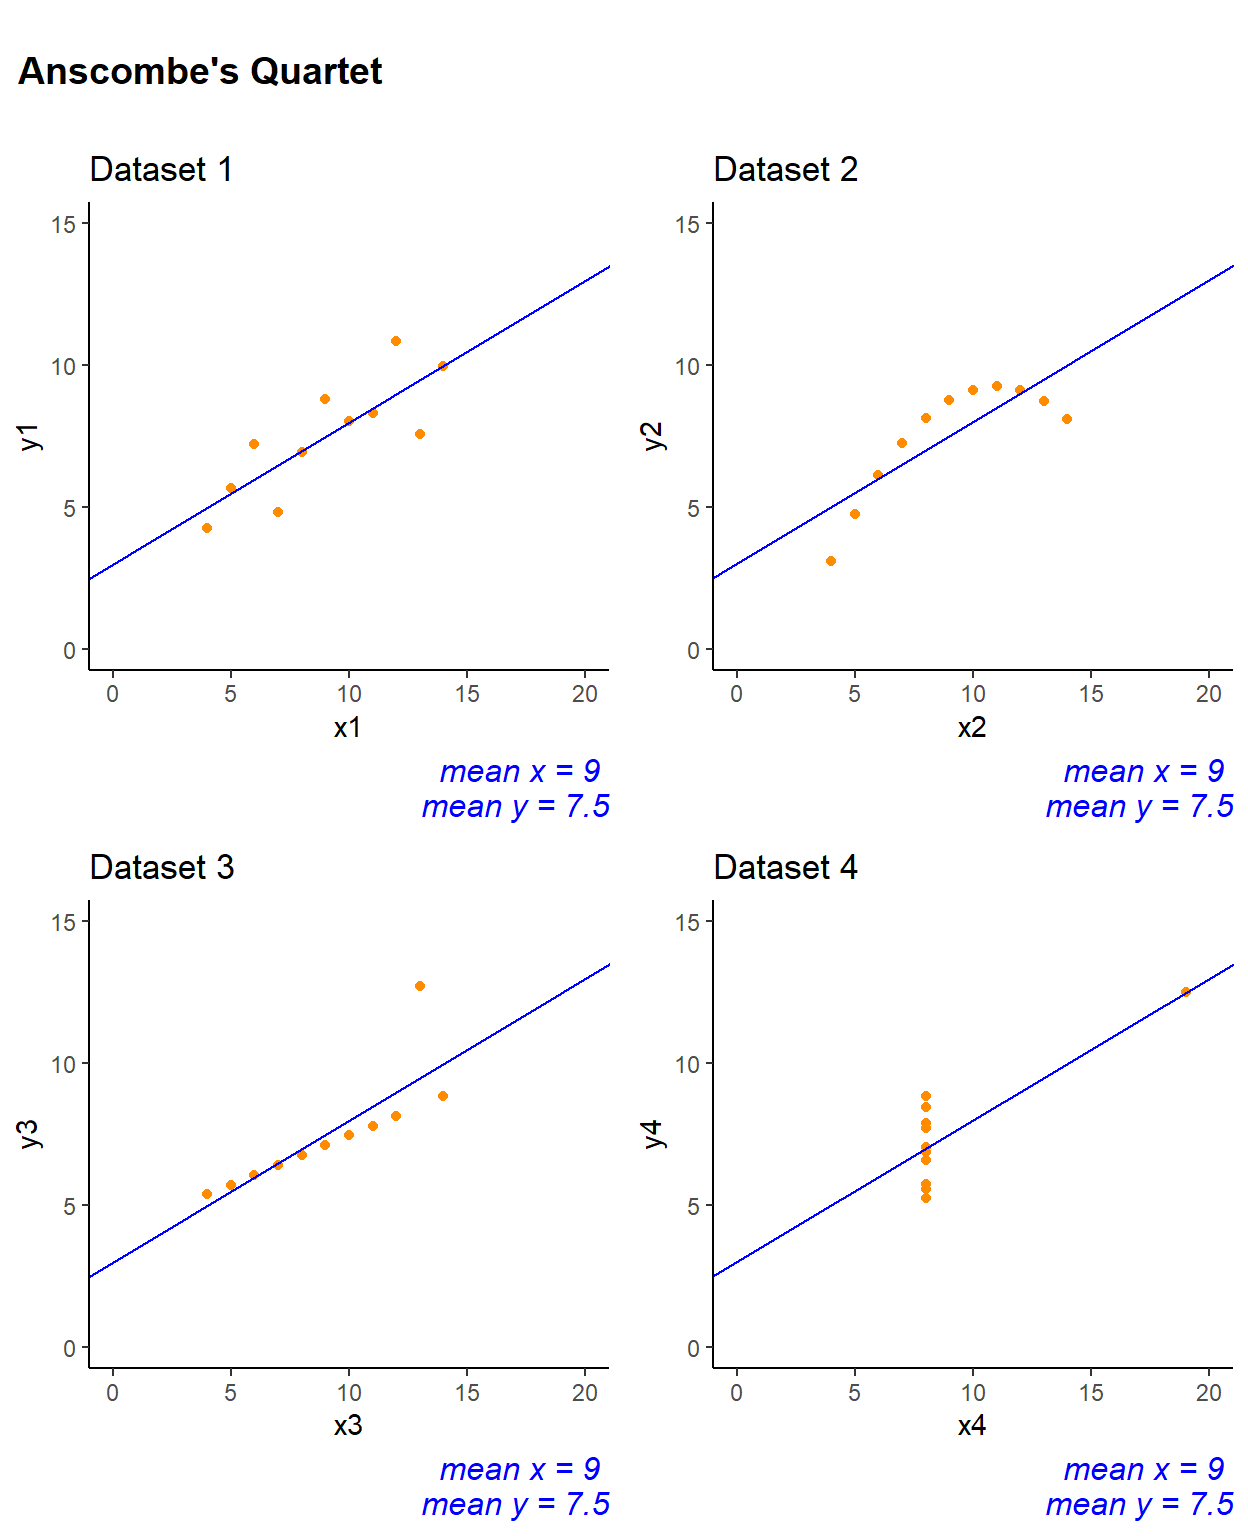 Anscombe's Quartet
Dataset 1
15
10
5
0
y1
0 5 10 15 20
x1
mean x = 9
mean y = 7.5
Dataset 2
15
10
5
0
y2
0 5 10 15 20
x2
mean x = 9
mean y = 7.5
Dataset 3
15
10
5
0
y3
0 5 10 15 20
x3
mean x = 9
mean y = 7.5
Dataset 4
15
10
5
0
y4
0 5 10 15 20
x4
mean x = 9
mean y = 7.5